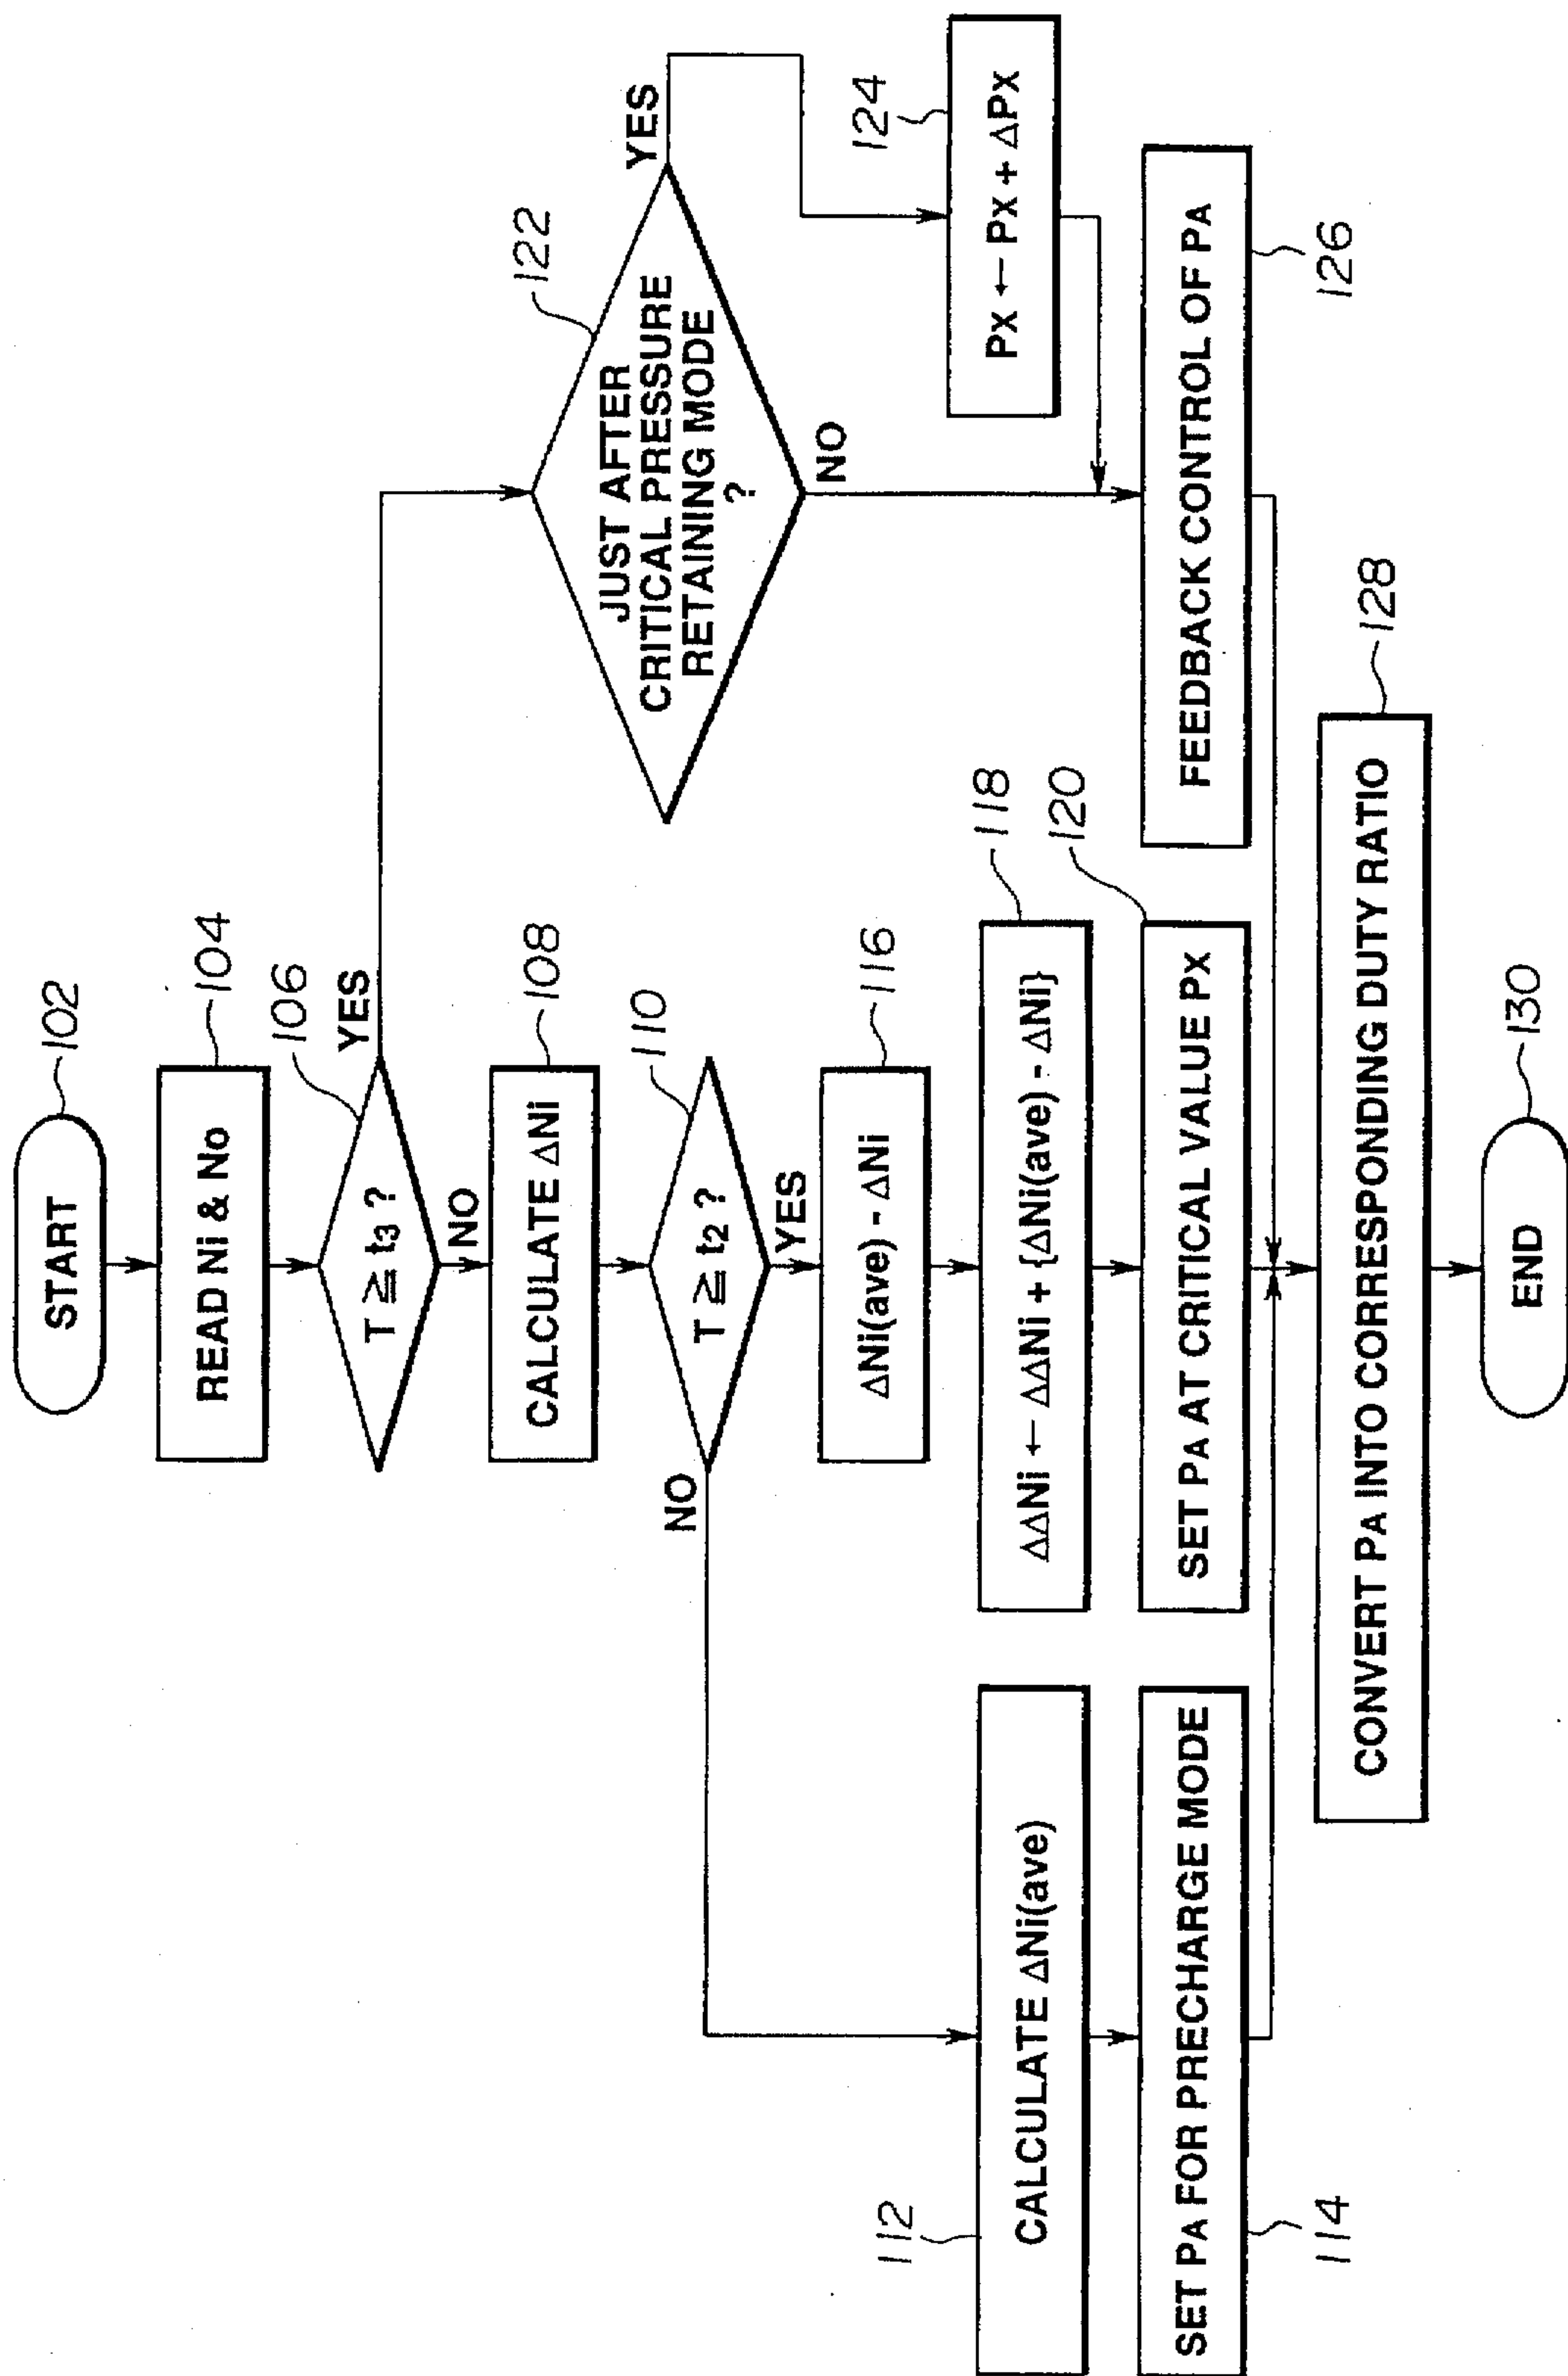 START
102
READ Ni & No
104
T ≧ t3 ?
106
YES
NO
CALCULATE ΔNi
108
T ≧ t2 ?
110
NO
YES
ΔNi(ave) - ΔNi
116
ΔΔNi ← ΔΔNi + {ΔNi(ave) - ΔNi}
118
SET PA AT CRITICAL VALUE PX
120
CALCULATE ΔNi(ave)
112
SET PA FOR PRECHARGE MODE
114
JUST AFTER
CRITICAL PRESSURE
RETAINING MODE
?
122
YES
NO
PX ← PX + ΔPX
124
FEEDBACK CONTROL OF PA
126
CONVERT PA INTO CORRESPONDING DUTY RATIO
128
END
130